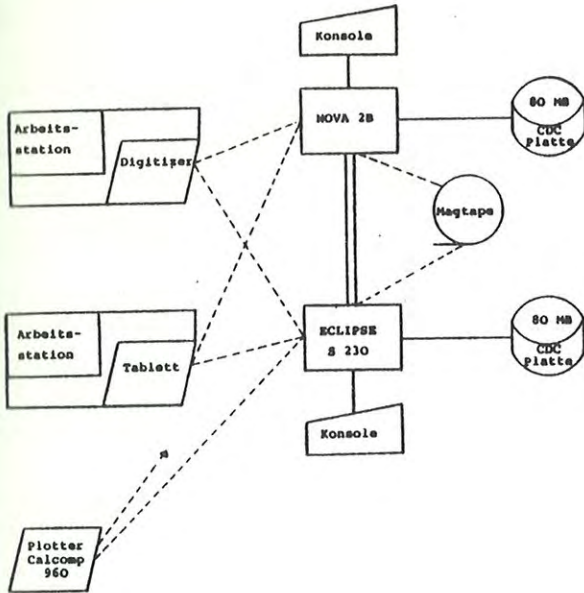 Konsole
NOVA 2B
80 MB
CDC
Platte
Arbeits-
station
Digitizer
Magtape
ECLIPSE
S 230
80 MB
CDC
Platte
Arbeits-
station
Tablett
Konsole
Plotter
Calcomp
960